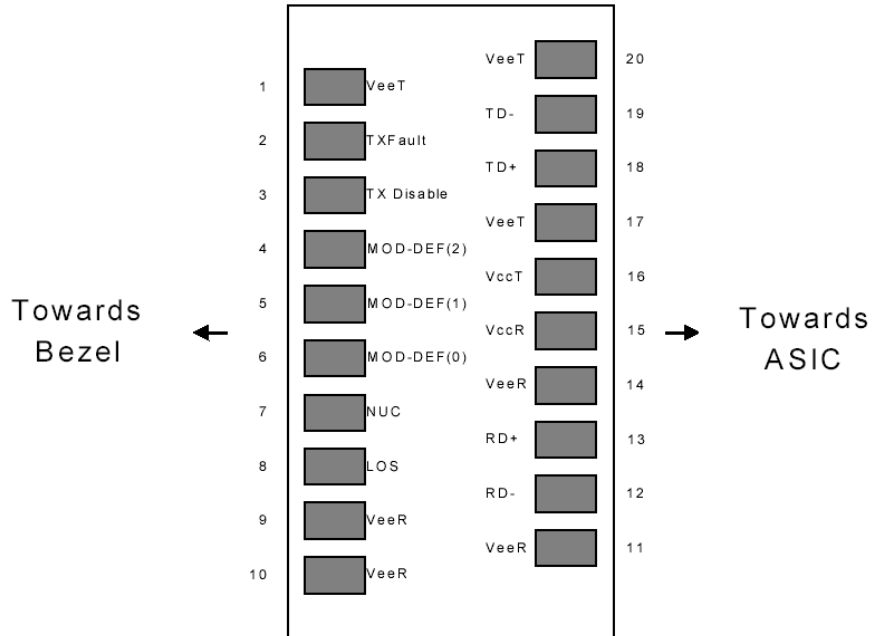 VeeT 20
1 VeeT
TD- 19
2 TXFault
TD+ 18
3 TX Disable
VeeT 17
4 MOD-DEF(2)
VccT 16
5 MOD-DEF(1)
Towards
Bezel
VccR 15
Towards
ASIC
6 MOD-DEF(0)
VeeR 14
7 NUC
RD+ 13
8 LOS
RD- 12
9 VeeR
VeeR 11
10 VeeR